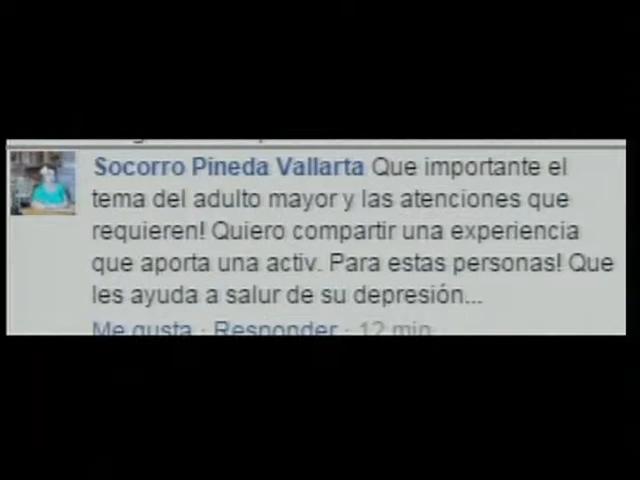 Socorro Pineda Vallarta Que importante el
tema del adulto mayor y las atenciones que
requieren! Quiero compartir una experiencia
que aporta una activ. Para estas personas! Que
les ayuda a salur de su depresión...
Me gusta · Responder · 12 min